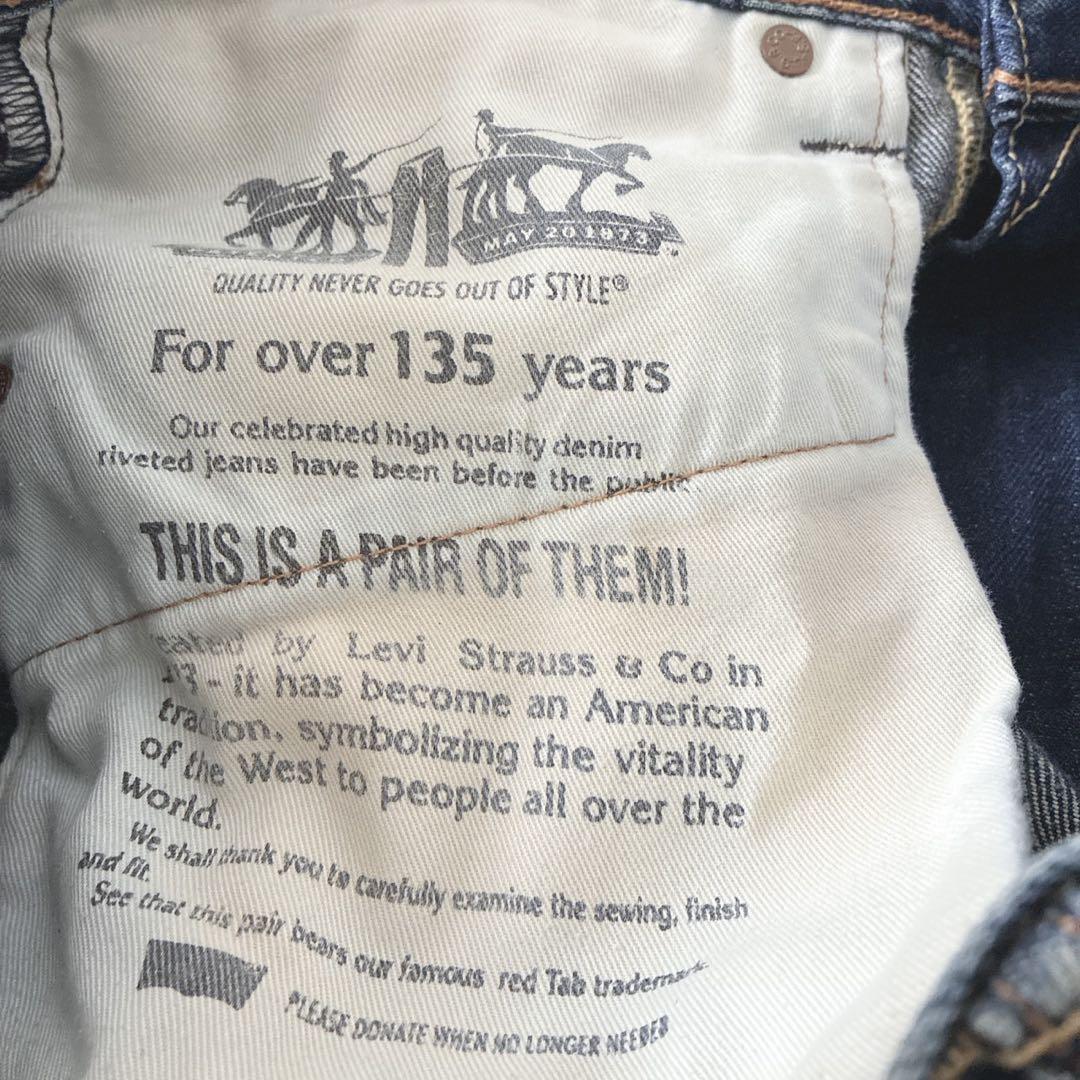 MAY 20 1873
QUALITY NEVER GOES OUT OF STYLE®
For over 135 years
Our celebrated high quality denim
riveted jeans have been before the public
THIS IS A PAIR OF THEM!
eated by Levi Strauss & Co in
- it has become an American
tradion, symbolizing the vitality
of the West to people all over the
world.
We shall thank you to carefully examine the sewing, finish
and fit.
See that this pair bears our famous red Tab trademark
PLEASE DONATE WHEN NO LONGER NEEDED